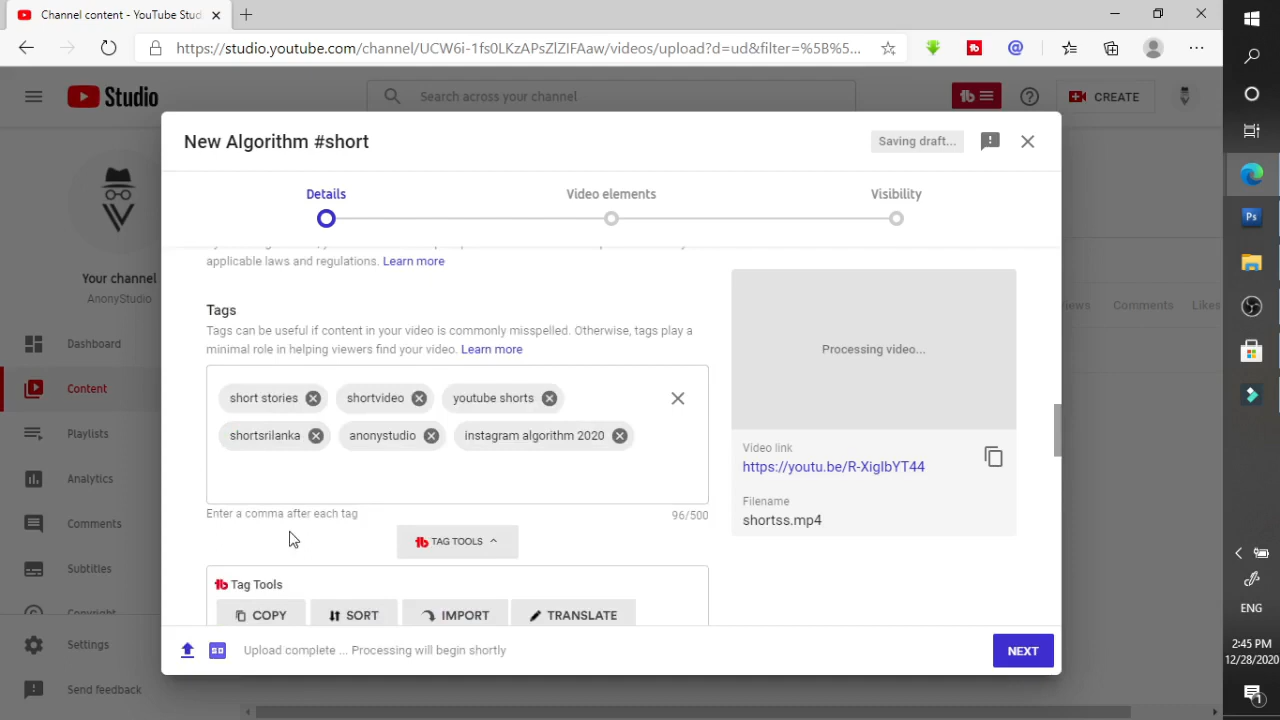 Channel content - YouTube Stud
https://studio.youtube.com/channel/UCW6i-1fs0LKzAPsZlZIFAaw/videos/upload?d=ud&filter=%5B%5...
Studio
Search across your channel
CREATE
New Algorithm #short
Saving draft...
Details
Video elements
Visibility
applicable laws and regulations. Learn more
Tags
Tags can be useful if content in your video is commonly misspelled. Otherwise, tags play a
minimal role in helping viewers find your video. Learn more
short stories
shortvideo
youtube shorts
shortsrilanka
anonystudio
instagram algorithm 2020
Enter a comma after each tag
96/500
TAG TOOLS
Tag Tools
COPY
SORT
IMPORT
TRANSLATE
Processing video...
Video link
https://youtu.be/R-XigIbYT44
Filename
shortss.mp4
Upload complete ... Processing will begin shortly
NEXT
Your channel
AnonyStudio
Dashboard
Content
Playlists
Analytics
Comments
Subtitles
Copyright
Settings
Send feedback
iews
Comments
Likes
Ps
ENG
2:45 PM
12/28/2020
1